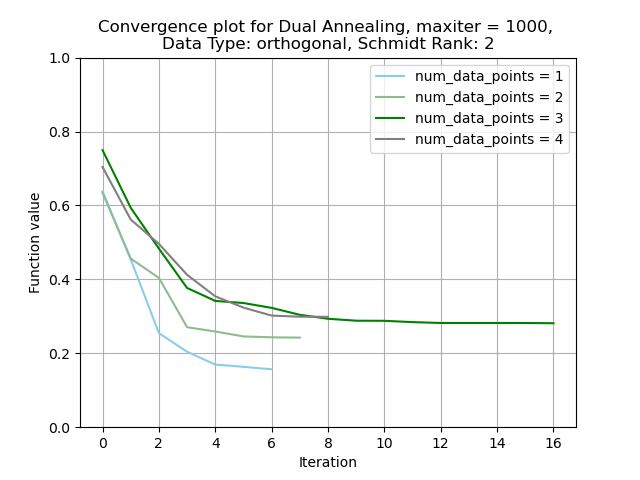 Convergence plot for Dual Annealing, maxiter = 1000,
Data Type: orthogonal, Schmidt Rank: 2
num_data_points = 1
num_data_points = 2
num_data_points = 3
num_data_points = 4
Function value
1.0
0.8
0.6
0.4
0.2
0.0
0 2 4 6 8 10 12 14 16
Iteration